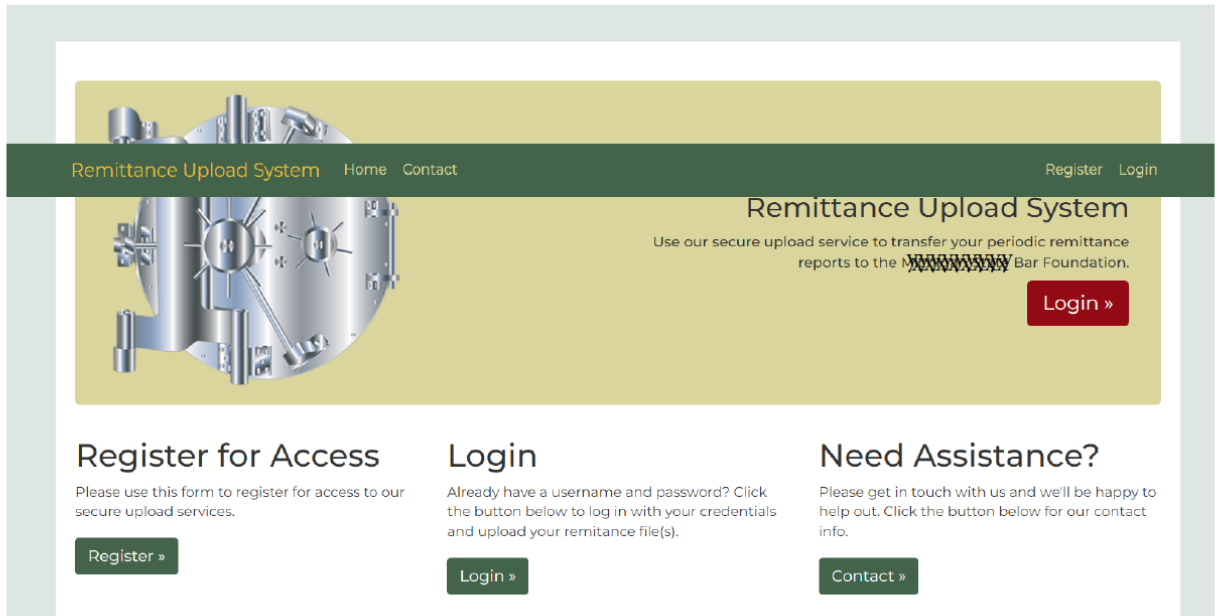 Remittance Upload System Home Contact Register Login
Remittance Upload System
Use our secure upload service to transfer your periodic remittance
reports to the Bar Foundation.
Login »
Register for Access
Please use this form to register for access to our
secure upload services.
Register »
Login
Already have a username and password? Click
the button below to log in with your credentials
and upload your remitance file(s).
Login »
Need Assistance?
Please get in touch with us and we'll be happy to
help out. Click the button below for our contact
info.
Contact »